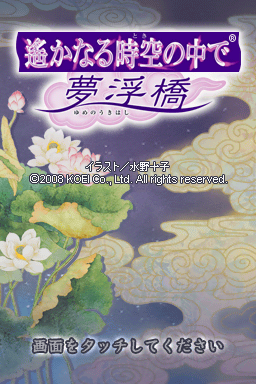 とき
遙かなる時空の中で®
夢浮橋
ゆめのうきはし
イラスト／水野十子
©2008 KOEI Co., Ltd. All rights reserved.
画面をタッチしてください